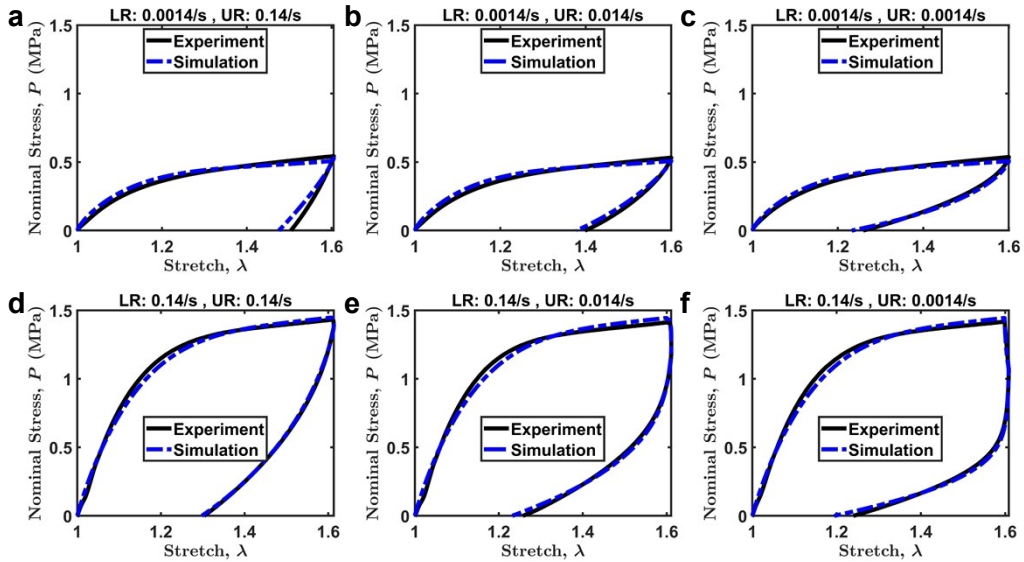 a
LR: 0.0014/s , UR: 0.14/s
1.5
1
0.5
0
Nominal Stress, P (MPa)
Experiment
Simulation
1
1.2
1.4
1.6
Stretch, λ
b
LR: 0.0014/s , UR: 0.014/s
1.5
1
0.5
0
Nominal Stress, P (MPa)
Experiment
Simulation
1
1.2
1.4
1.6
Stretch, λ
c
LR: 0.0014/s , UR: 0.0014/s
1.5
1
0.5
0
Nominal Stress, P (MPa)
Experiment
Simulation
1
1.2
1.4
1.6
Stretch, λ
d
LR: 0.14/s , UR: 0.14/s
1.5
1
0.5
0
Nominal Stress, P (MPa)
Experiment
Simulation
1
1.2
1.4
1.6
Stretch, λ
e
LR: 0.14/s , UR: 0.014/s
1.5
1
0.5
0
Nominal Stress, P (MPa)
Experiment
Simulation
1
1.2
1.4
1.6
Stretch, λ
f
LR: 0.14/s , UR: 0.0014/s
1.5
1
0.5
0
Nominal Stress, P (MPa)
Experiment
Simulation
1
1.2
1.4
1.6
Stretch, λ